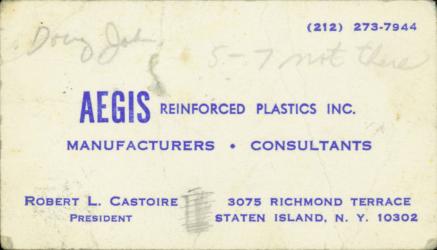 (212) 273-7944
Doug John
5-7 not there
AEGIS REINFORCED PLASTICS INC.
MANUFACTURERS • CONSULTANTS
ROBERT L. CASTOIRE
PRESIDENT
3075 RICHMOND TERRACE
STATEN ISLAND, N. Y. 10302